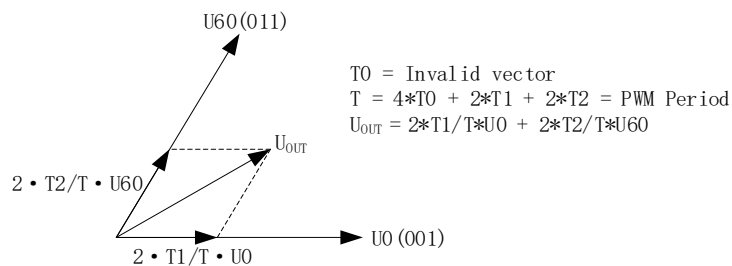 U60(011)
T0 = Invalid vector
T = 4*T0 + 2*T1 + 2*T2 = PWM Period
UOUT = 2*T1/T*U0 + 2*T2/T*U60
UOUT
2·T2/T·U60
U0(001)
2·T1/T·U0